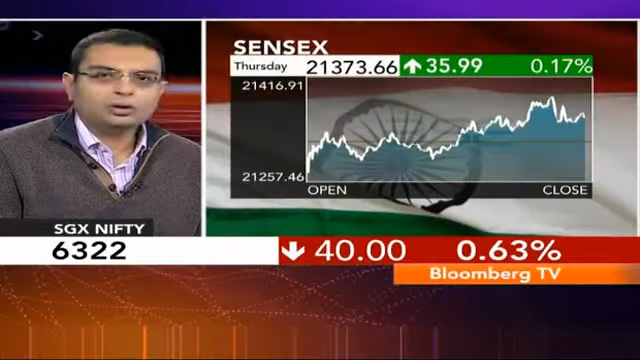 SENSEX
Thursday 21373.66 35.99 0.17%
21416.91
21257.46
OPEN CLOSE
SGX NIFTY
6322 40.00 0.63%
Bloomberg TV